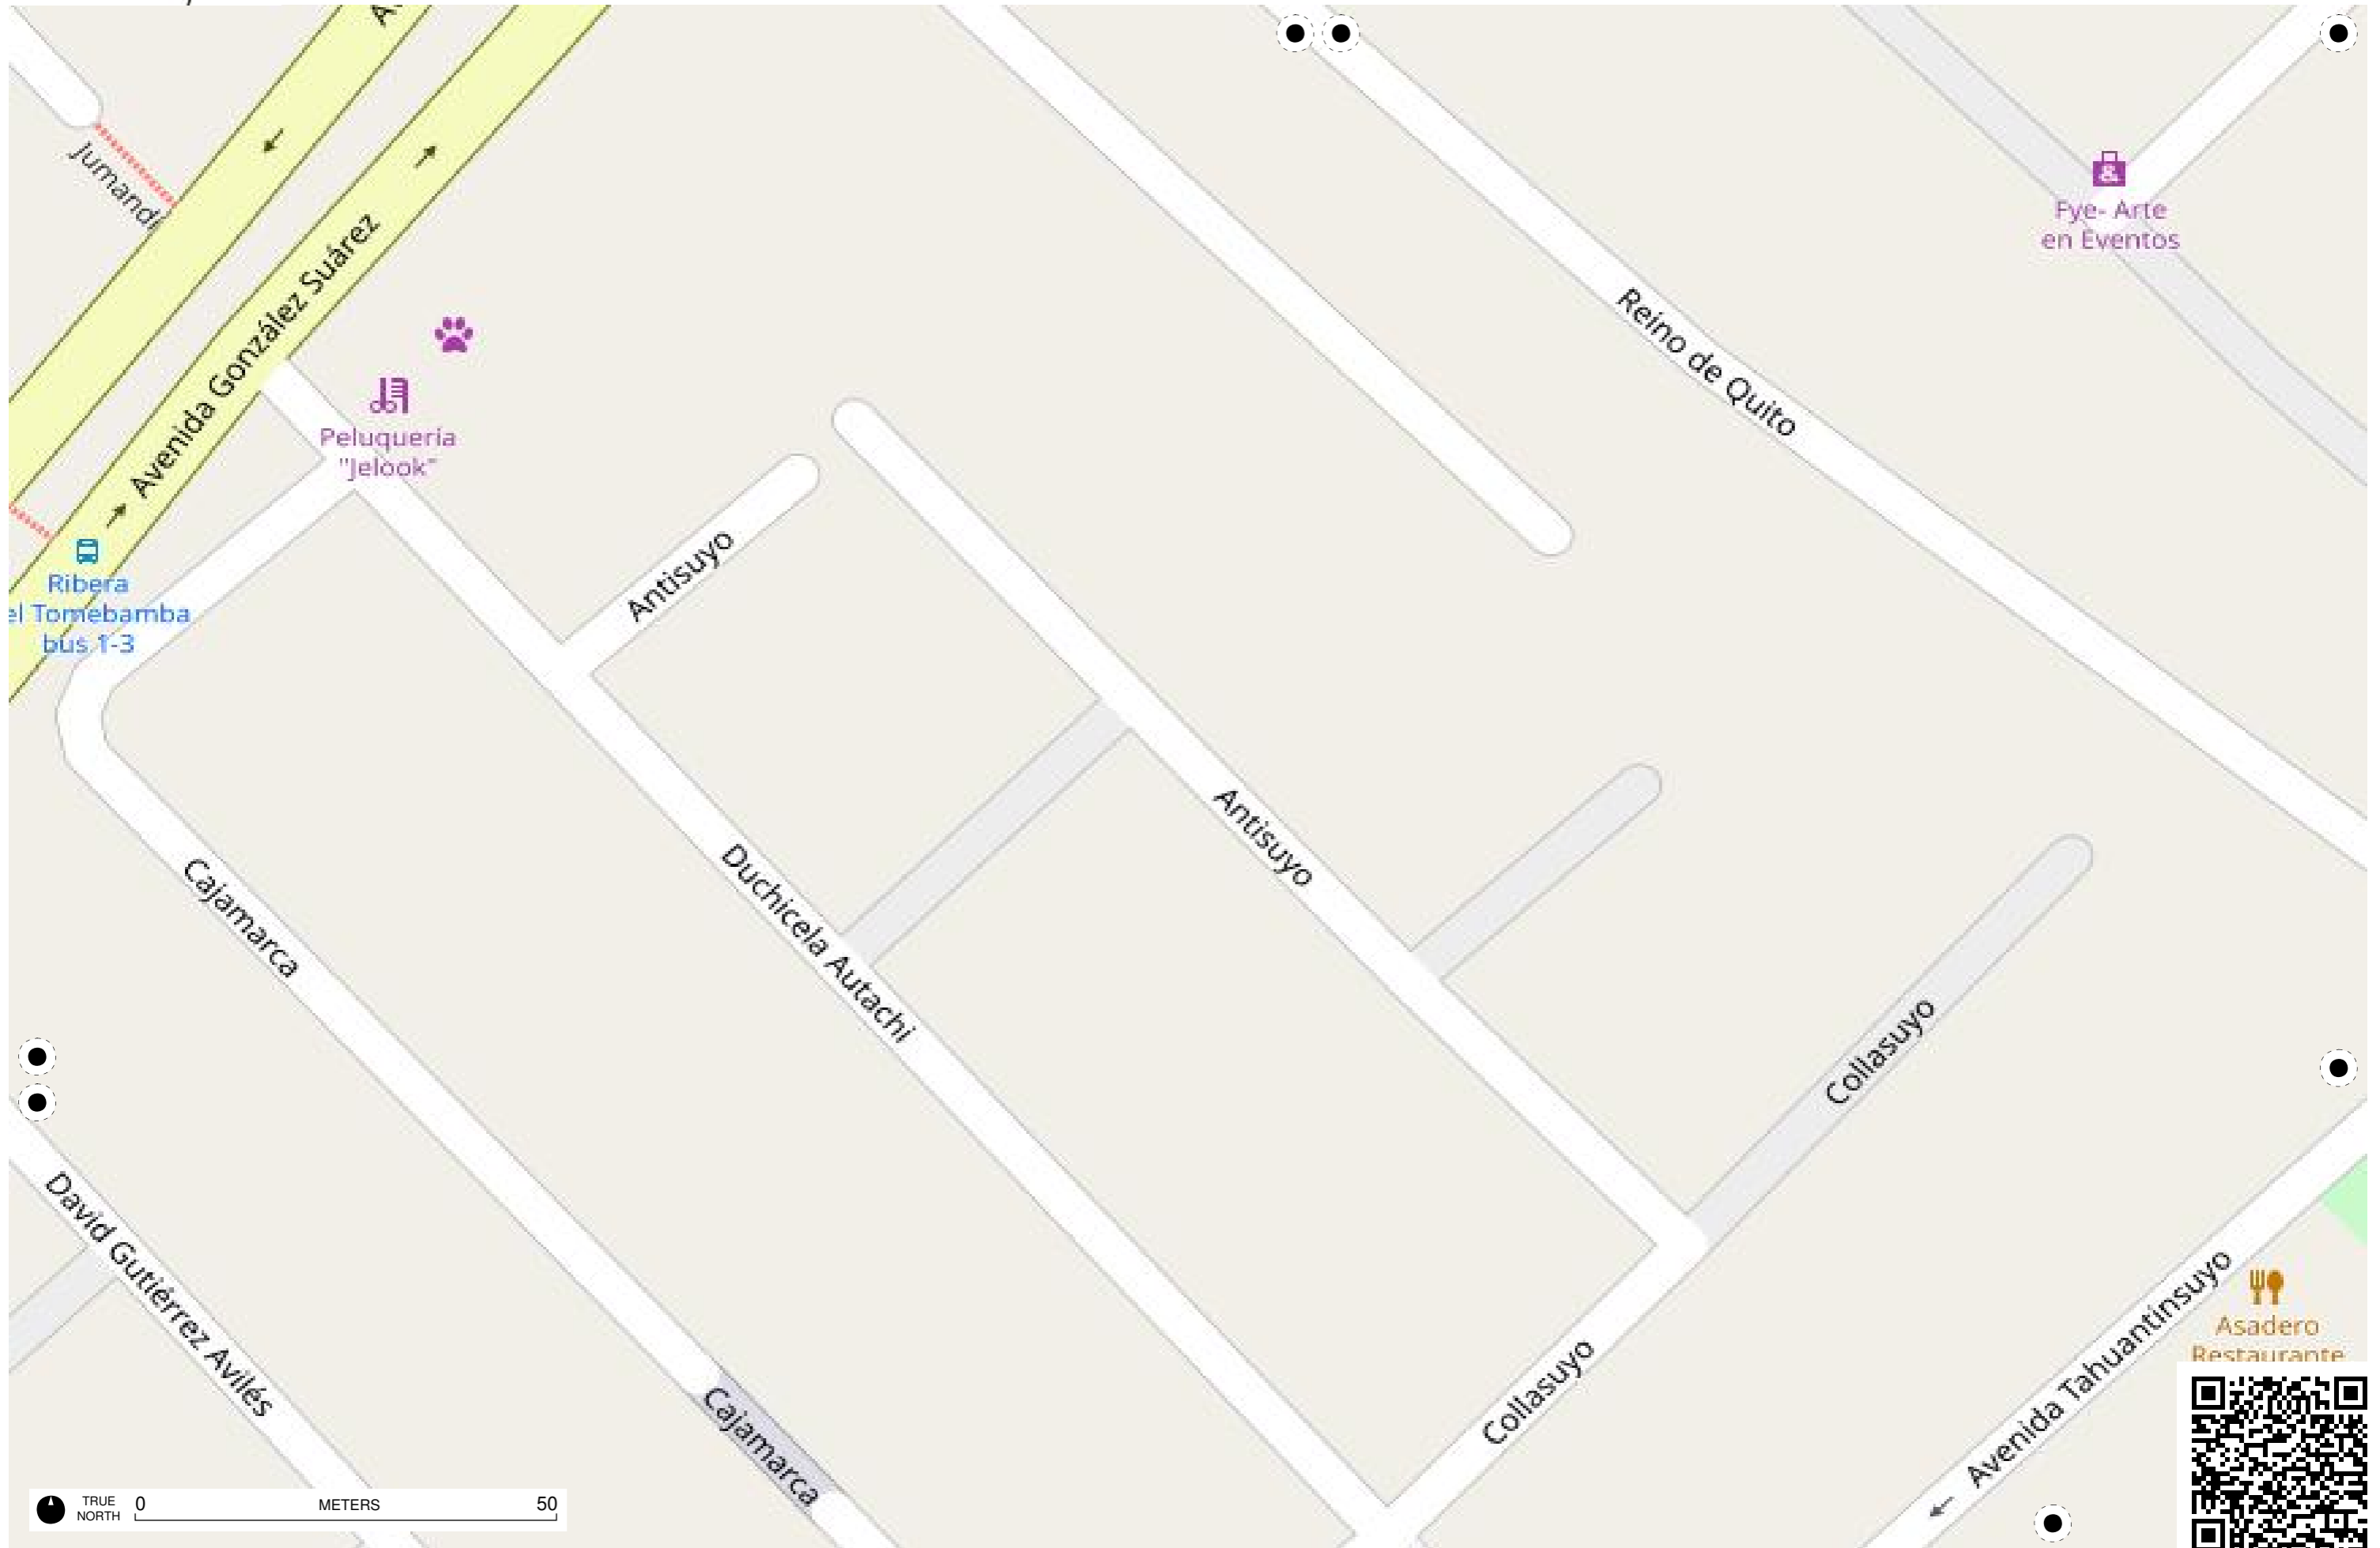 Jumandi
Avenida González Suárez
Reino de Quito
Fye- Arte
en Eventos
Peluquería
"Jelook"
Antisuyo
Ribera
el Tomebamba
bus 1-3
Antisuyo
Duchicela Autachi
Cajamarca
Collasuyo
David Gutiérrez Avilés
Collasuyo
Avenida Tahuantinsuyo
Asadero
Restaurante
Cajamarca
TRUE
NORTH
0 METERS 50